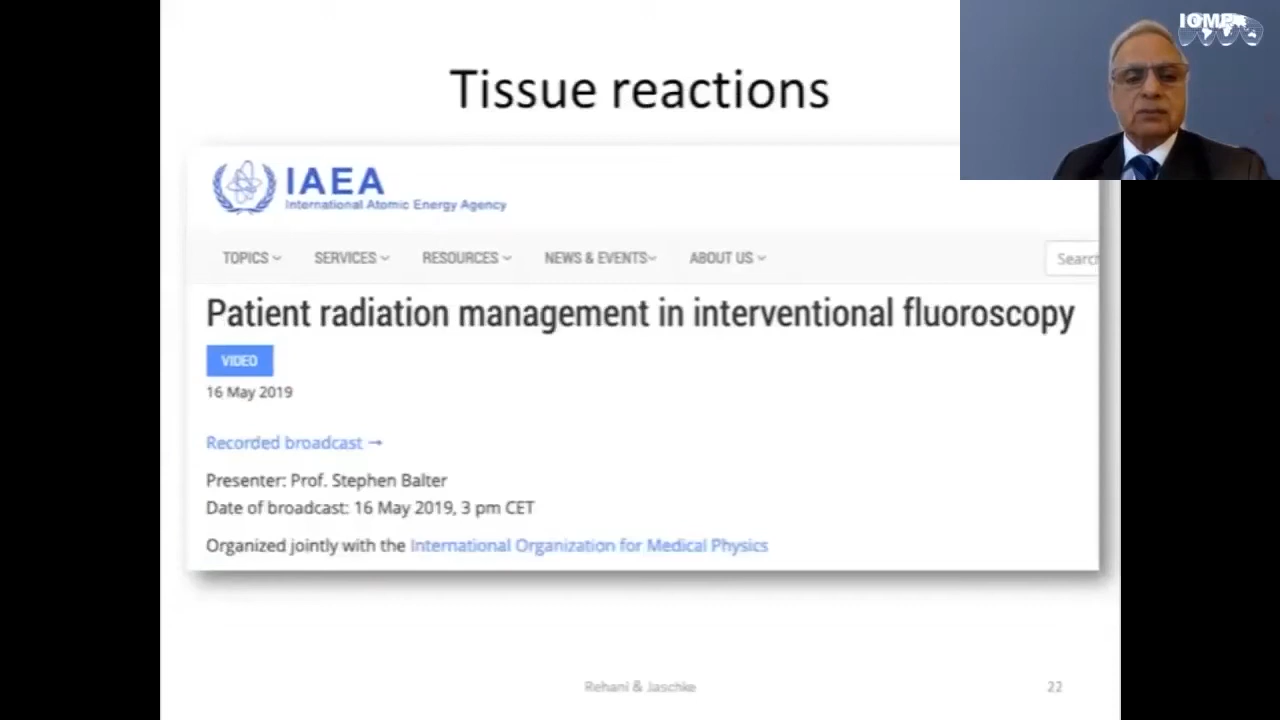 IOMP
Tissue reactions
IAEA
International Atomic Energy Agency
TOPICS SERVICES RESOURCES NEWS & EVENTS ABOUT US Search
Patient radiation management in interventional fluoroscopy
VIDEO
16 May 2019
Recorded broadcast →
Presenter: Prof. Stephen Balter
Date of broadcast: 16 May 2019, 3 pm CET
Organized jointly with the International Organization for Medical Physics
Rehani & Jaschke 22